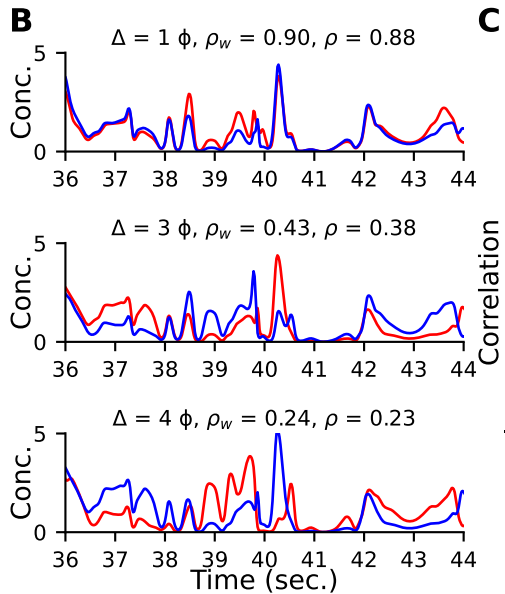 B
C
Δ = 1 ϕ, ρw = 0.90, ρ = 0.88
Conc.
5
0
36 37 38 39 40 41 42 43 44
Δ = 3 ϕ, ρw = 0.43, ρ = 0.38
Conc.
5
0
36 37 38 39 40 41 42 43 44
Correlation
Δ = 4 ϕ, ρw = 0.24, ρ = 0.23
Conc.
5
0
36 37 38 39 40 41 42 43 44
Time (sec.)